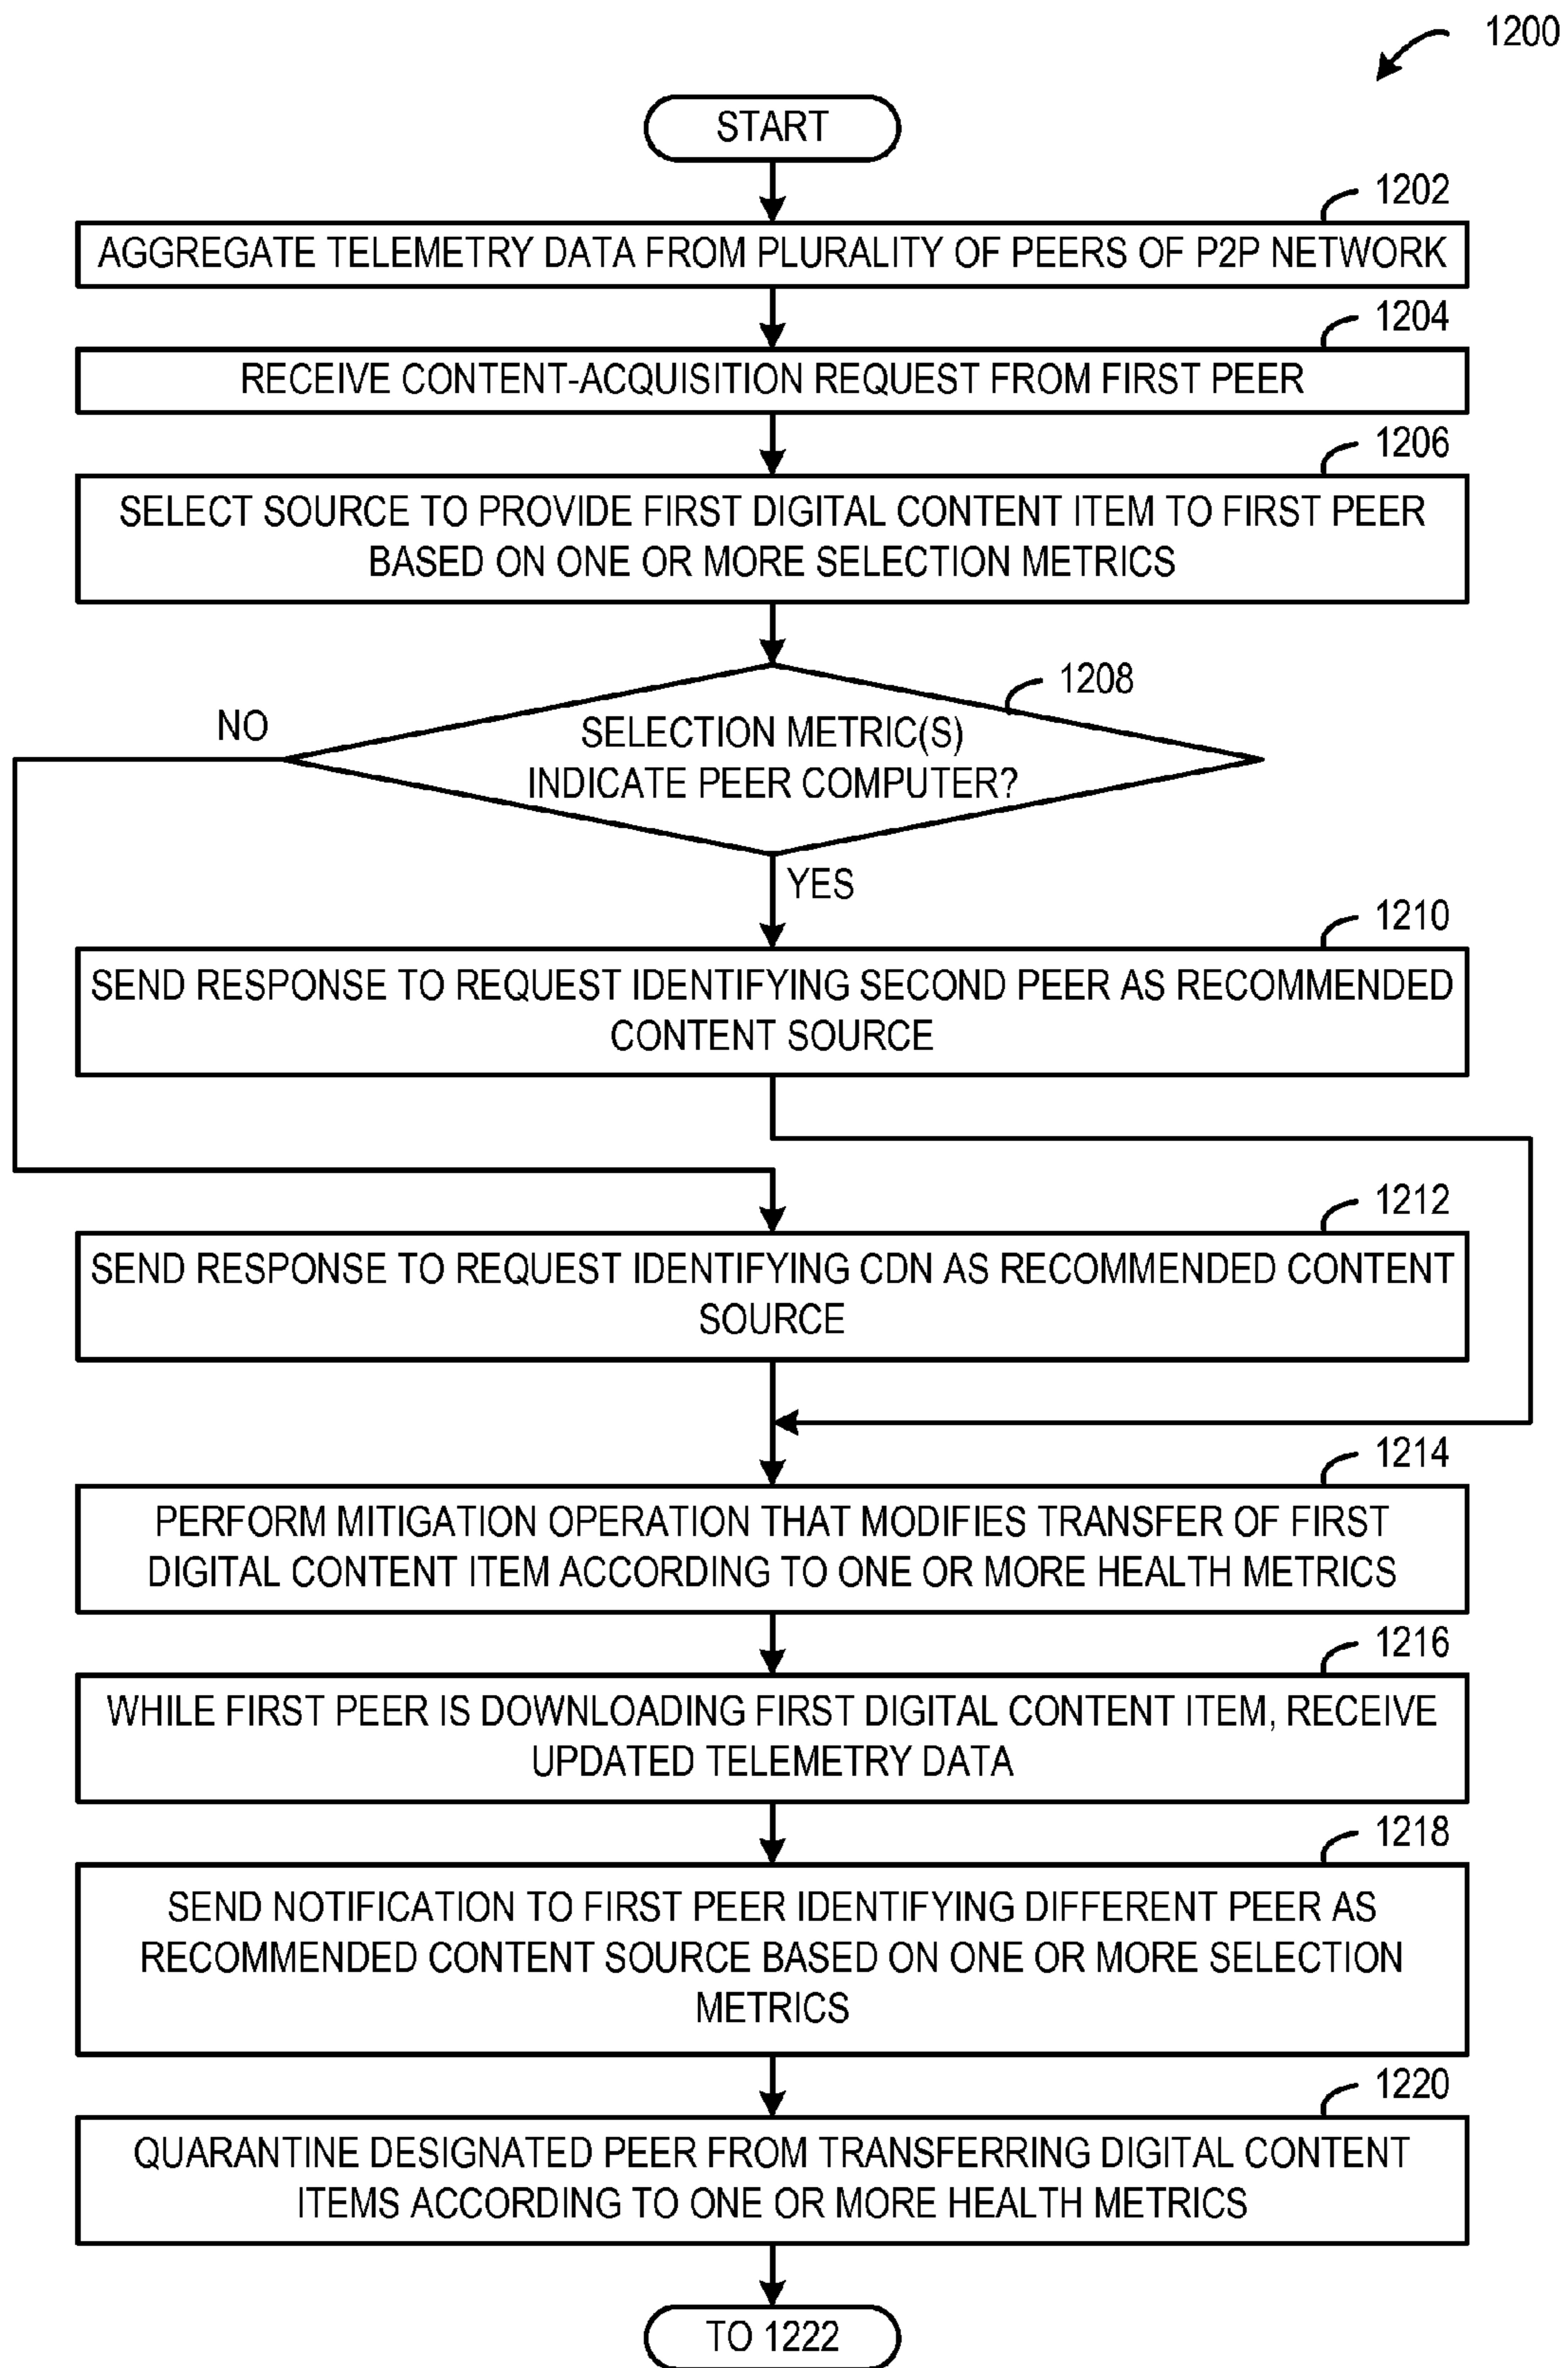 1200
START
1202
AGGREGATE TELEMETRY DATA FROM PLURALITY OF PEERS OF P2P NETWORK
1204
RECEIVE CONTENT-ACQUISITION REQUEST FROM FIRST PEER
1206
SELECT SOURCE TO PROVIDE FIRST DIGITAL CONTENT ITEM TO FIRST PEER
BASED ON ONE OR MORE SELECTION METRICS
1208
NO
SELECTION METRIC(S)
INDICATE PEER COMPUTER?
YES
1210
SEND RESPONSE TO REQUEST IDENTIFYING SECOND PEER AS RECOMMENDED
CONTENT SOURCE
1212
SEND RESPONSE TO REQUEST IDENTIFYING CDN AS RECOMMENDED CONTENT
SOURCE
1214
PERFORM MITIGATION OPERATION THAT MODIFIES TRANSFER OF FIRST
DIGITAL CONTENT ITEM ACCORDING TO ONE OR MORE HEALTH METRICS
1216
WHILE FIRST PEER IS DOWNLOADING FIRST DIGITAL CONTENT ITEM, RECEIVE
UPDATED TELEMETRY DATA
1218
SEND NOTIFICATION TO FIRST PEER IDENTIFYING DIFFERENT PEER AS
RECOMMENDED CONTENT SOURCE BASED ON ONE OR MORE SELECTION
METRICS
1220
QUARANTINE DESIGNATED PEER FROM TRANSFERRING DIGITAL CONTENT
ITEMS ACCORDING TO ONE OR MORE HEALTH METRICS
TO 1222